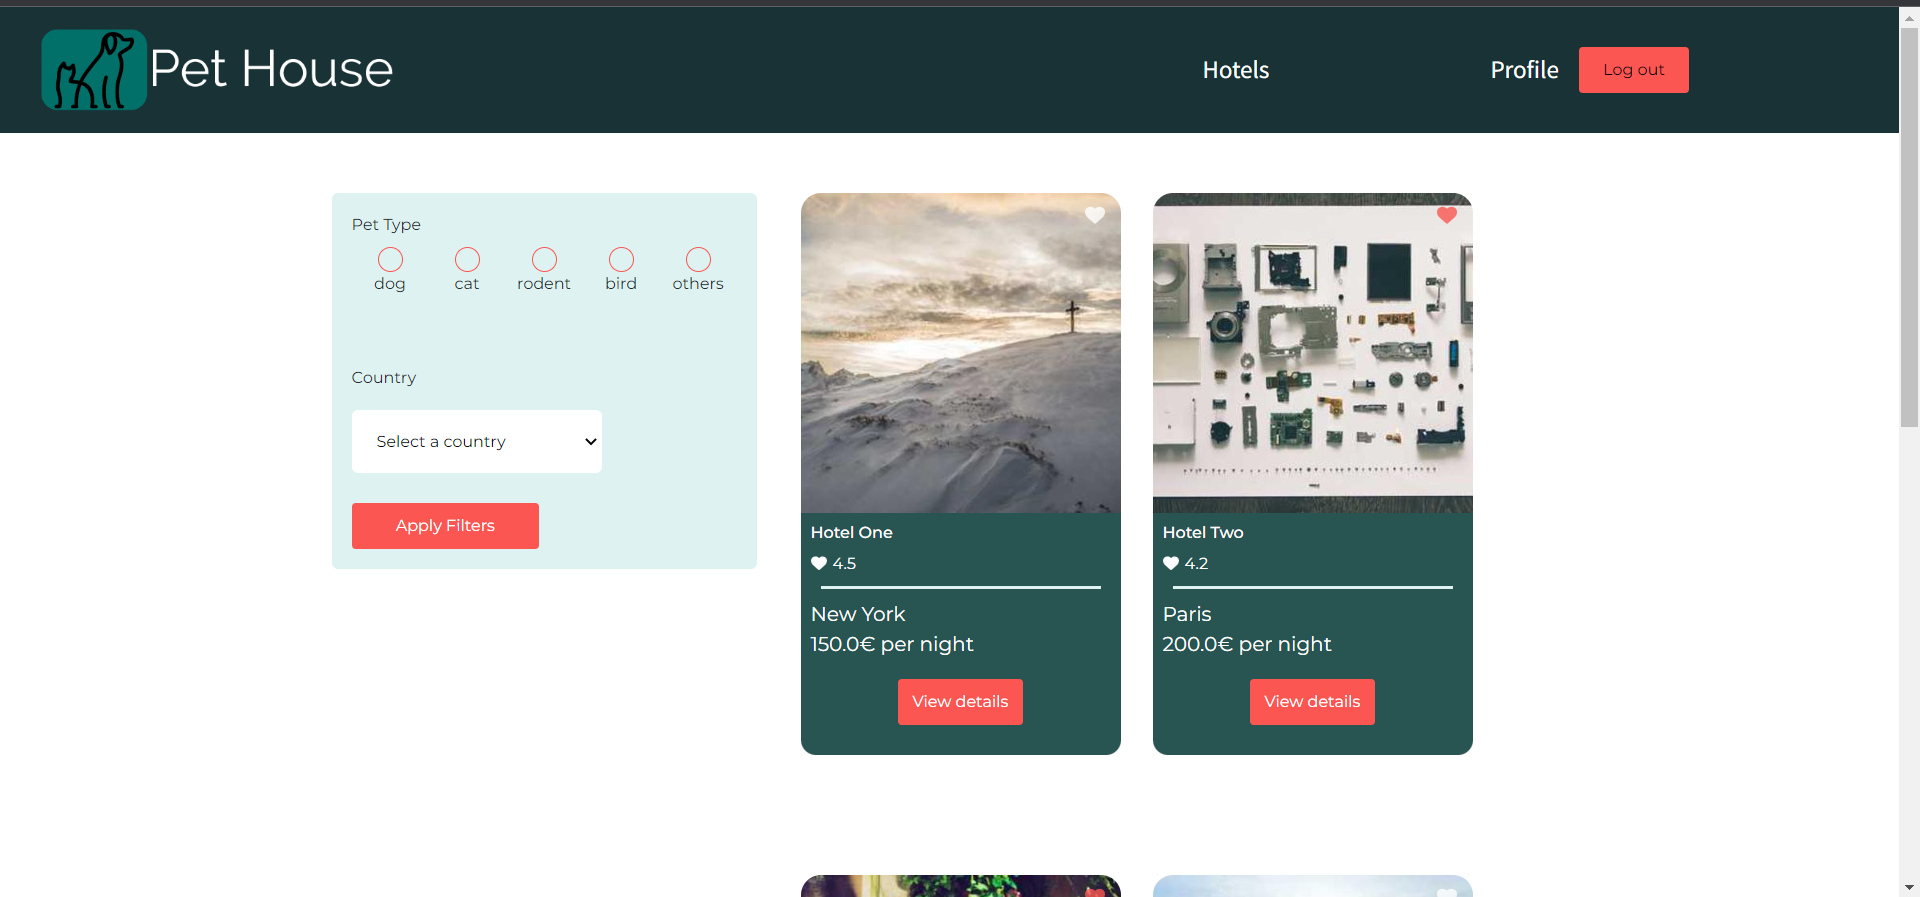 Pet House
Hotels
Profile
Log out
Pet Type
dog
cat
rodent
bird
others
Country
Select a country
Apply Filters
Hotel One
4.5
New York
150.0€ per night
View details
Hotel Two
4.2
Paris
200.0€ per night
View details